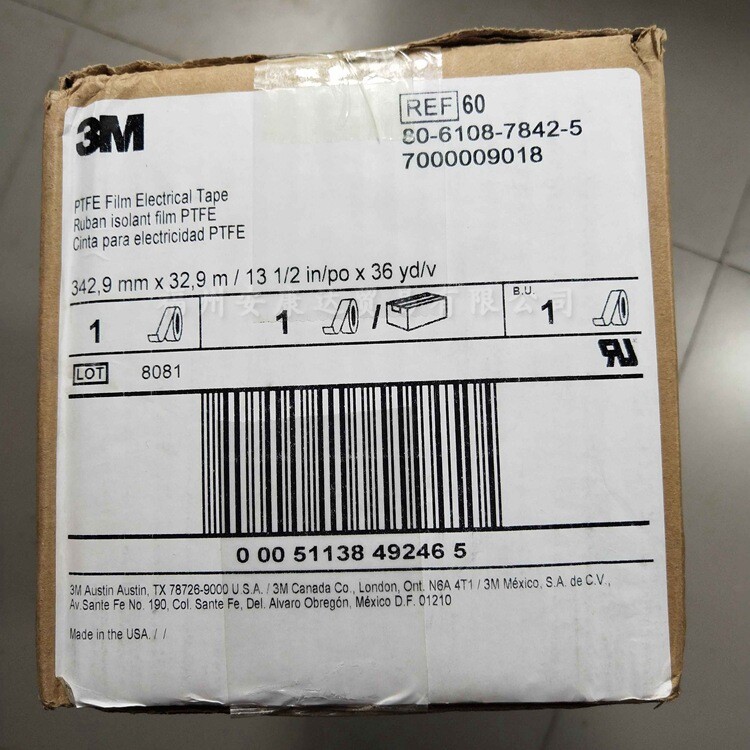 3M
REF 60
80-6108-7842-5
7000009018
PTFE Film Electrical Tape
Ruban isolant film PTFE
Cinta para electricidad PTFE
342,9 mm x 32,9 m / 13 1/2 in/po x 36 yd/v
1 1 / B.U. 1
LOT 8081
0 00 51138 49246 5
3M Austin Austin, TX 78726-9000 U.S.A. / 3M Canada Co., London, Ont. N6A 4T1 / 3M México, S.A. de C.V.,
Av.Sante Fe No. 190, Col. Sante Fe, Del. Alvaro Obregón, México D.F. 01210
Made in the USA. / /